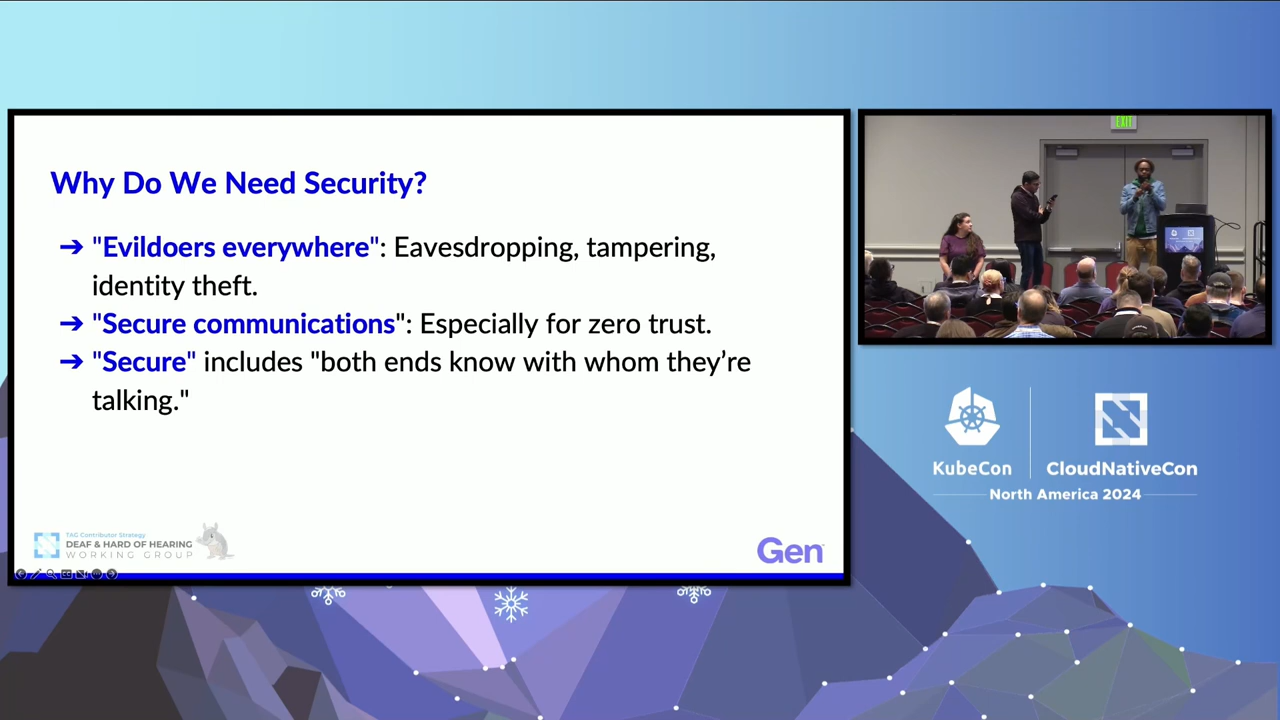 Why Do We Need Security?
➔ "Evildoers everywhere": Eavesdropping, tampering,
identity theft.
➔ "Secure communications": Especially for zero trust.
➔ "Secure" includes "both ends know with whom they’re
talking."
TAG Contributor Strategy
DEAF & HARD OF HEARING
WORKING GROUP
Gen
EXIT
KubeCon
CloudNativeCon
North America 2024